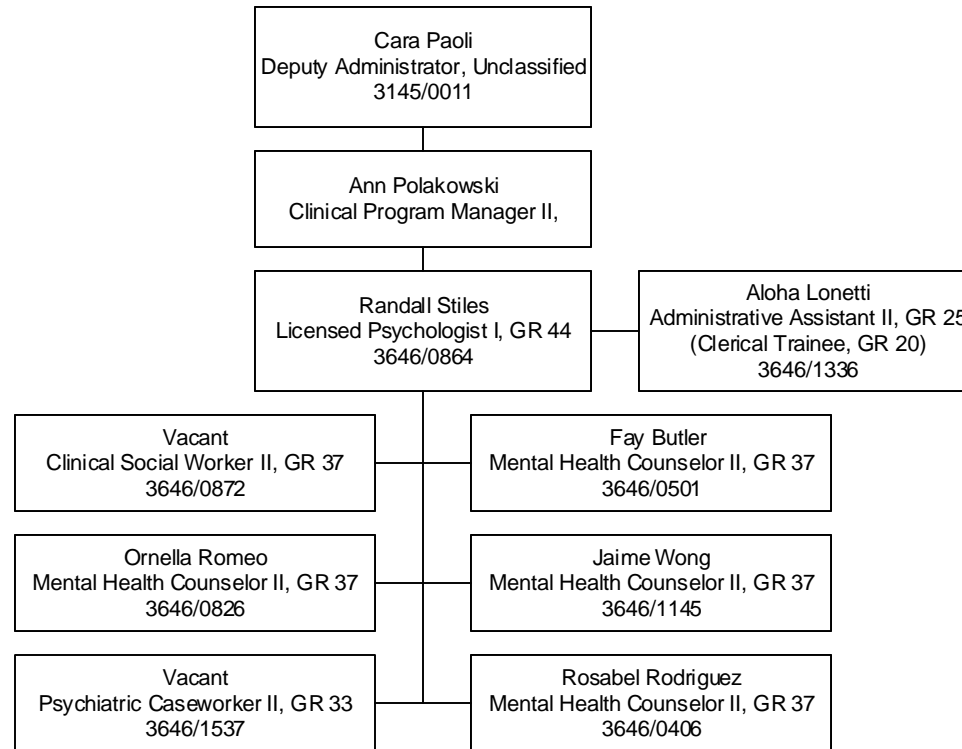 Cara Paoli
Deputy Administrator, Unclassified
3145/0011
Ann Polakowski
Clinical Program Manager II,
Randall Stiles
Licensed Psychologist I, GR 44
3646/0864
Aloha Lonetti
Administrative Assistant II, GR 25
(Clerical Trainee, GR 20)
3646/1336
Vacant
Clinical Social Worker II, GR 37
3646/0872
Fay Butler
Mental Health Counselor II, GR 37
3646/0501
Ornella Romeo
Mental Health Counselor II, GR 37
3646/0826
Jaime Wong
Mental Health Counselor II, GR 37
3646/1145
Vacant
Psychiatric Caseworker II, GR 33
3646/1537
Rosabel Rodriguez
Mental Health Counselor II, GR 37
3646/0406